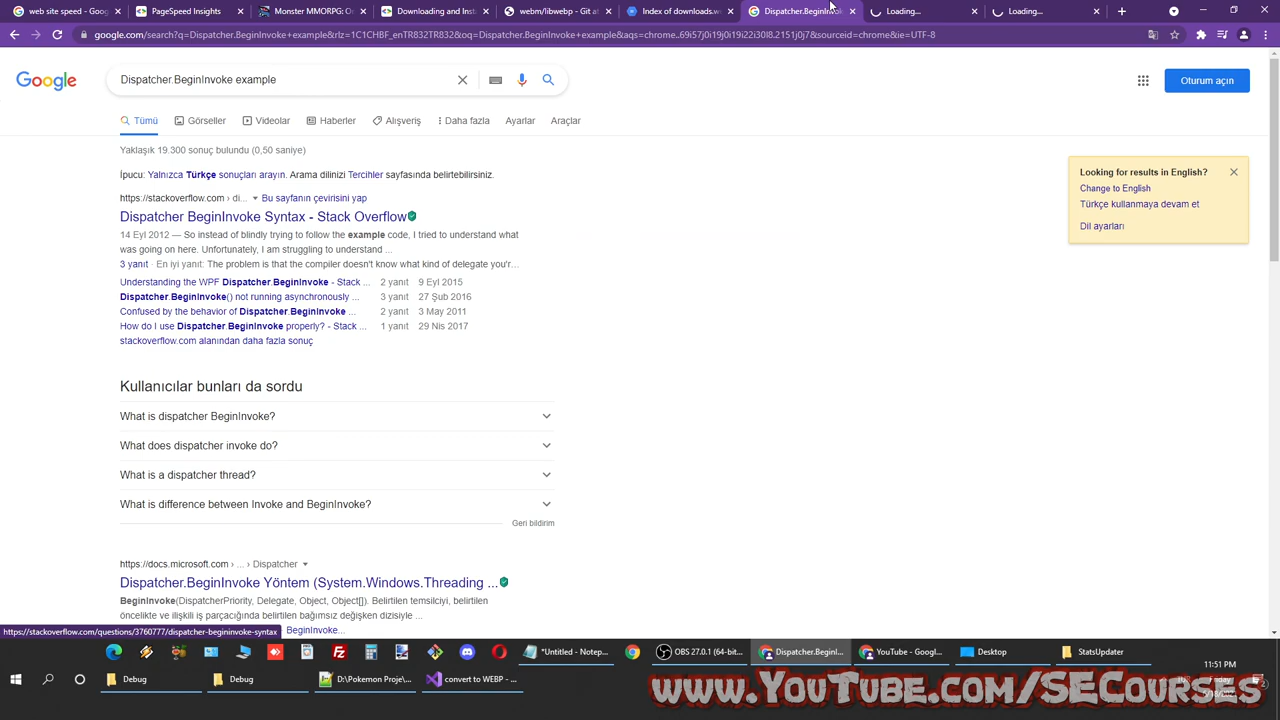 web site speed - G
PageSpeed Insights
Monster MMORPG: On
Downloading and Inst
webm/libwebp - Git at
Index of downloads.we
Dispatcher.BeginInvok
Loading...
Loading...
google.com/search?q=Dispatcher.BeginInvoke+example&rlz=1C1CHBF_enTR832TR832&oq=Dispatcher.BeginInvoke+example&aqs=chrome..69i57j0i19j0i19i22i30l8.2151j0j7&sourceid=chrome&ie=UTF-8
Google
Dispatcher.BeginInvoke example
Oturum açın
Tümü
Görseller
Videolar
Haberler
Alışveriş
Daha fazla
Ayarlar
Araçlar
Yaklaşık 19.300 sonuç bulundu (0,50 saniye)
İpucu: Yalnızca Türkçe sonuçları arayın. Arama dilinizi Tercihler sayfasında belirtebilirsiniz.
Looking for results in English?
Change to English
Türkçe kullanmaya devam et
Dil ayarları
https://stackoverflow.com › di... Bu sayfanın çevirisini yap
Dispatcher BeginInvoke Syntax - Stack Overflow
14 Eyl 2012 — So instead of blindly trying to follow the example code, I tried to understand what
was going on here. Unfortunately, I am struggling to understand ...
3 yanıt · En iyi yanıt: The problem is that the compiler doesn't know what kind of delegate you'r…
Understanding the WPF Dispatcher.BeginInvoke - Stack ... 2 yanıt 9 Eyl 2015
Dispatcher.BeginInvoke() not running asynchronously ... 3 yanıt 27 Şub 2016
Confused by the behavior of Dispatcher.BeginInvoke ... 2 yanıt 3 May 2011
How do I use Dispatcher.BeginInvoke properly? - Stack ... 1 yanıt 29 Nis 2017
stackoverflow.com alanından daha fazla sonuç
Kullanıcılar bunları da sordu
What is dispatcher BeginInvoke?
What does dispatcher invoke do?
What is a dispatcher thread?
What is difference between Invoke and BeginInvoke?
Geri bildirim
https://docs.microsoft.com › ... › Dispatcher
Dispatcher.BeginInvoke Yöntem (System.Windows.Threading ...
BeginInvoke(DispatcherPriority, Delegate, Object, Object[]). Belirtilen temsilciyi, belirtilen
öncelikte ve ilişkili iş parçacığında belirtilen bağımsız değişken dizisiyle ...
https://stackoverflow.com/questions/3760777/dispatcher-begininvoke-syntax
BeginInvoke...
*Untitled - Notep...
OBS 27.0.1 (64-bit...
Dispatcher.BeginI...
YouTube - Googl...
Desktop
StatsUpdater
11:51 PM
Debug
Debug
D:\Pokemon Proje\...
convert to WEBP - ...
Friday
www.YouTube.com/SECourses